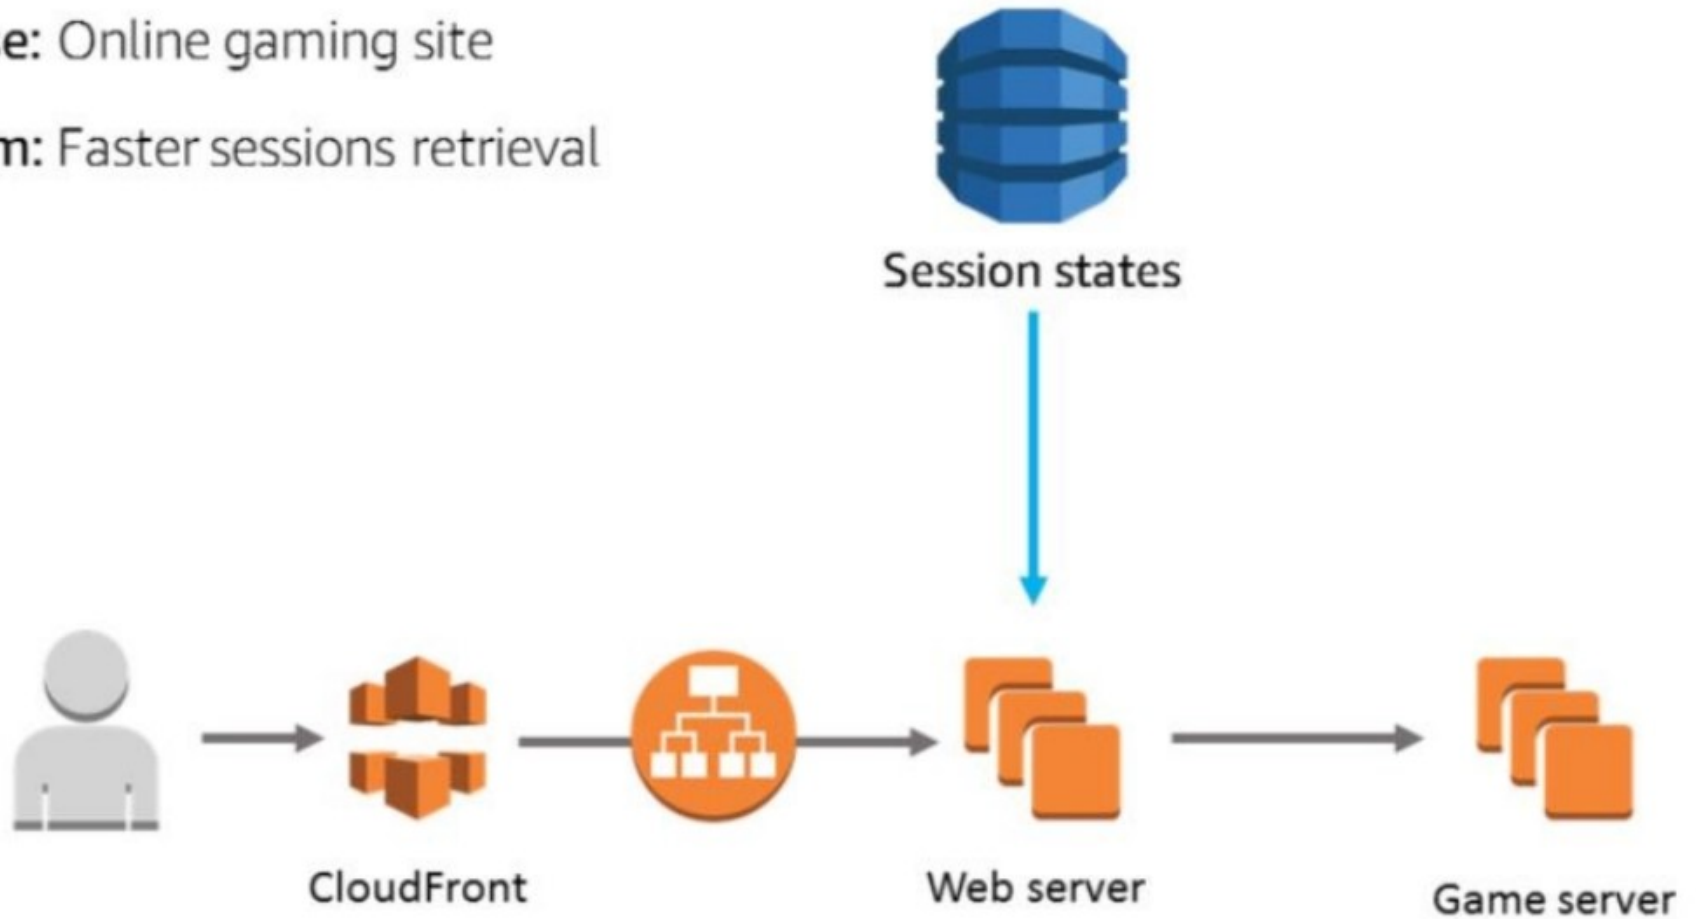 e: Online gaming site
m: Faster sessions retrieval
Session states
CloudFront
Web server
Game server